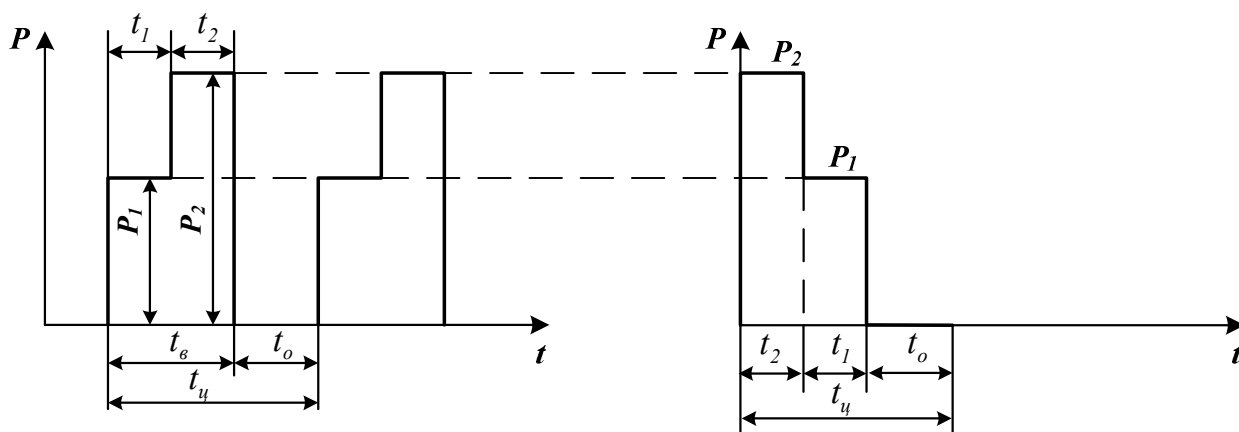 P t₁ t₂
P₁ P₂
t
tв tо
tц
P P₂
P₁
t
t₂ t₁ tо
tц